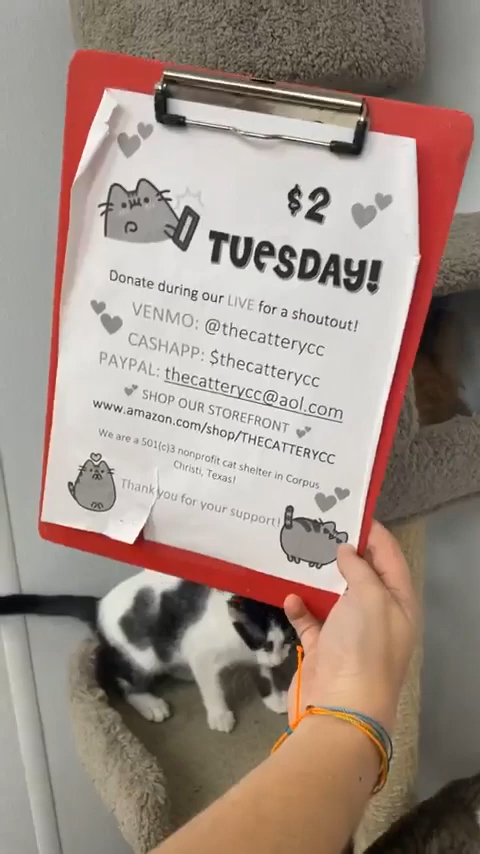 $2
TUESDAY!
Donate during our LIVE for a shoutout!
VENMO: @thecatterycc
CASHAPP: $thecatterycc
PAYPAL: thecatterycc@aol.com
SHOP OUR STOREFRONT
www.amazon.com/shop/THECATTERYCC
We are a 501(c)3 nonprofit cat shelter in Corpus
Christi, Texas!
Thank you for your support!